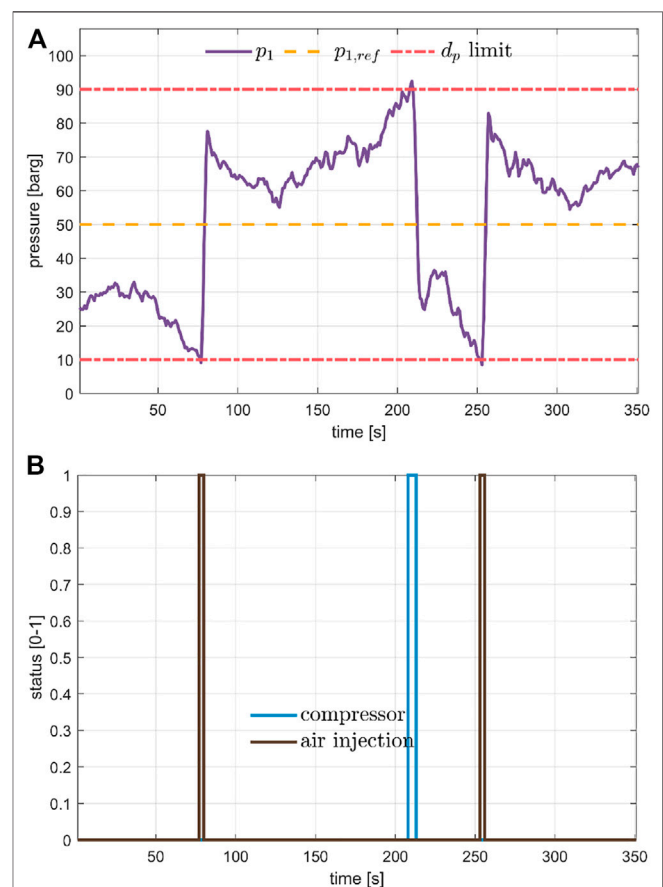 A
p₁ p₁,ref dₚ limit
100
90
80
70
60
50
40
30
20
10
0
pressure [barg]
50 100 150 200 250 300 350
time [s]
B
1
0.9
0.8
0.7
0.6
0.5
0.4
0.3
0.2
0.1
0
status [0-1]
compressor
air injection
50 100 150 200 250 300 350
time [s]